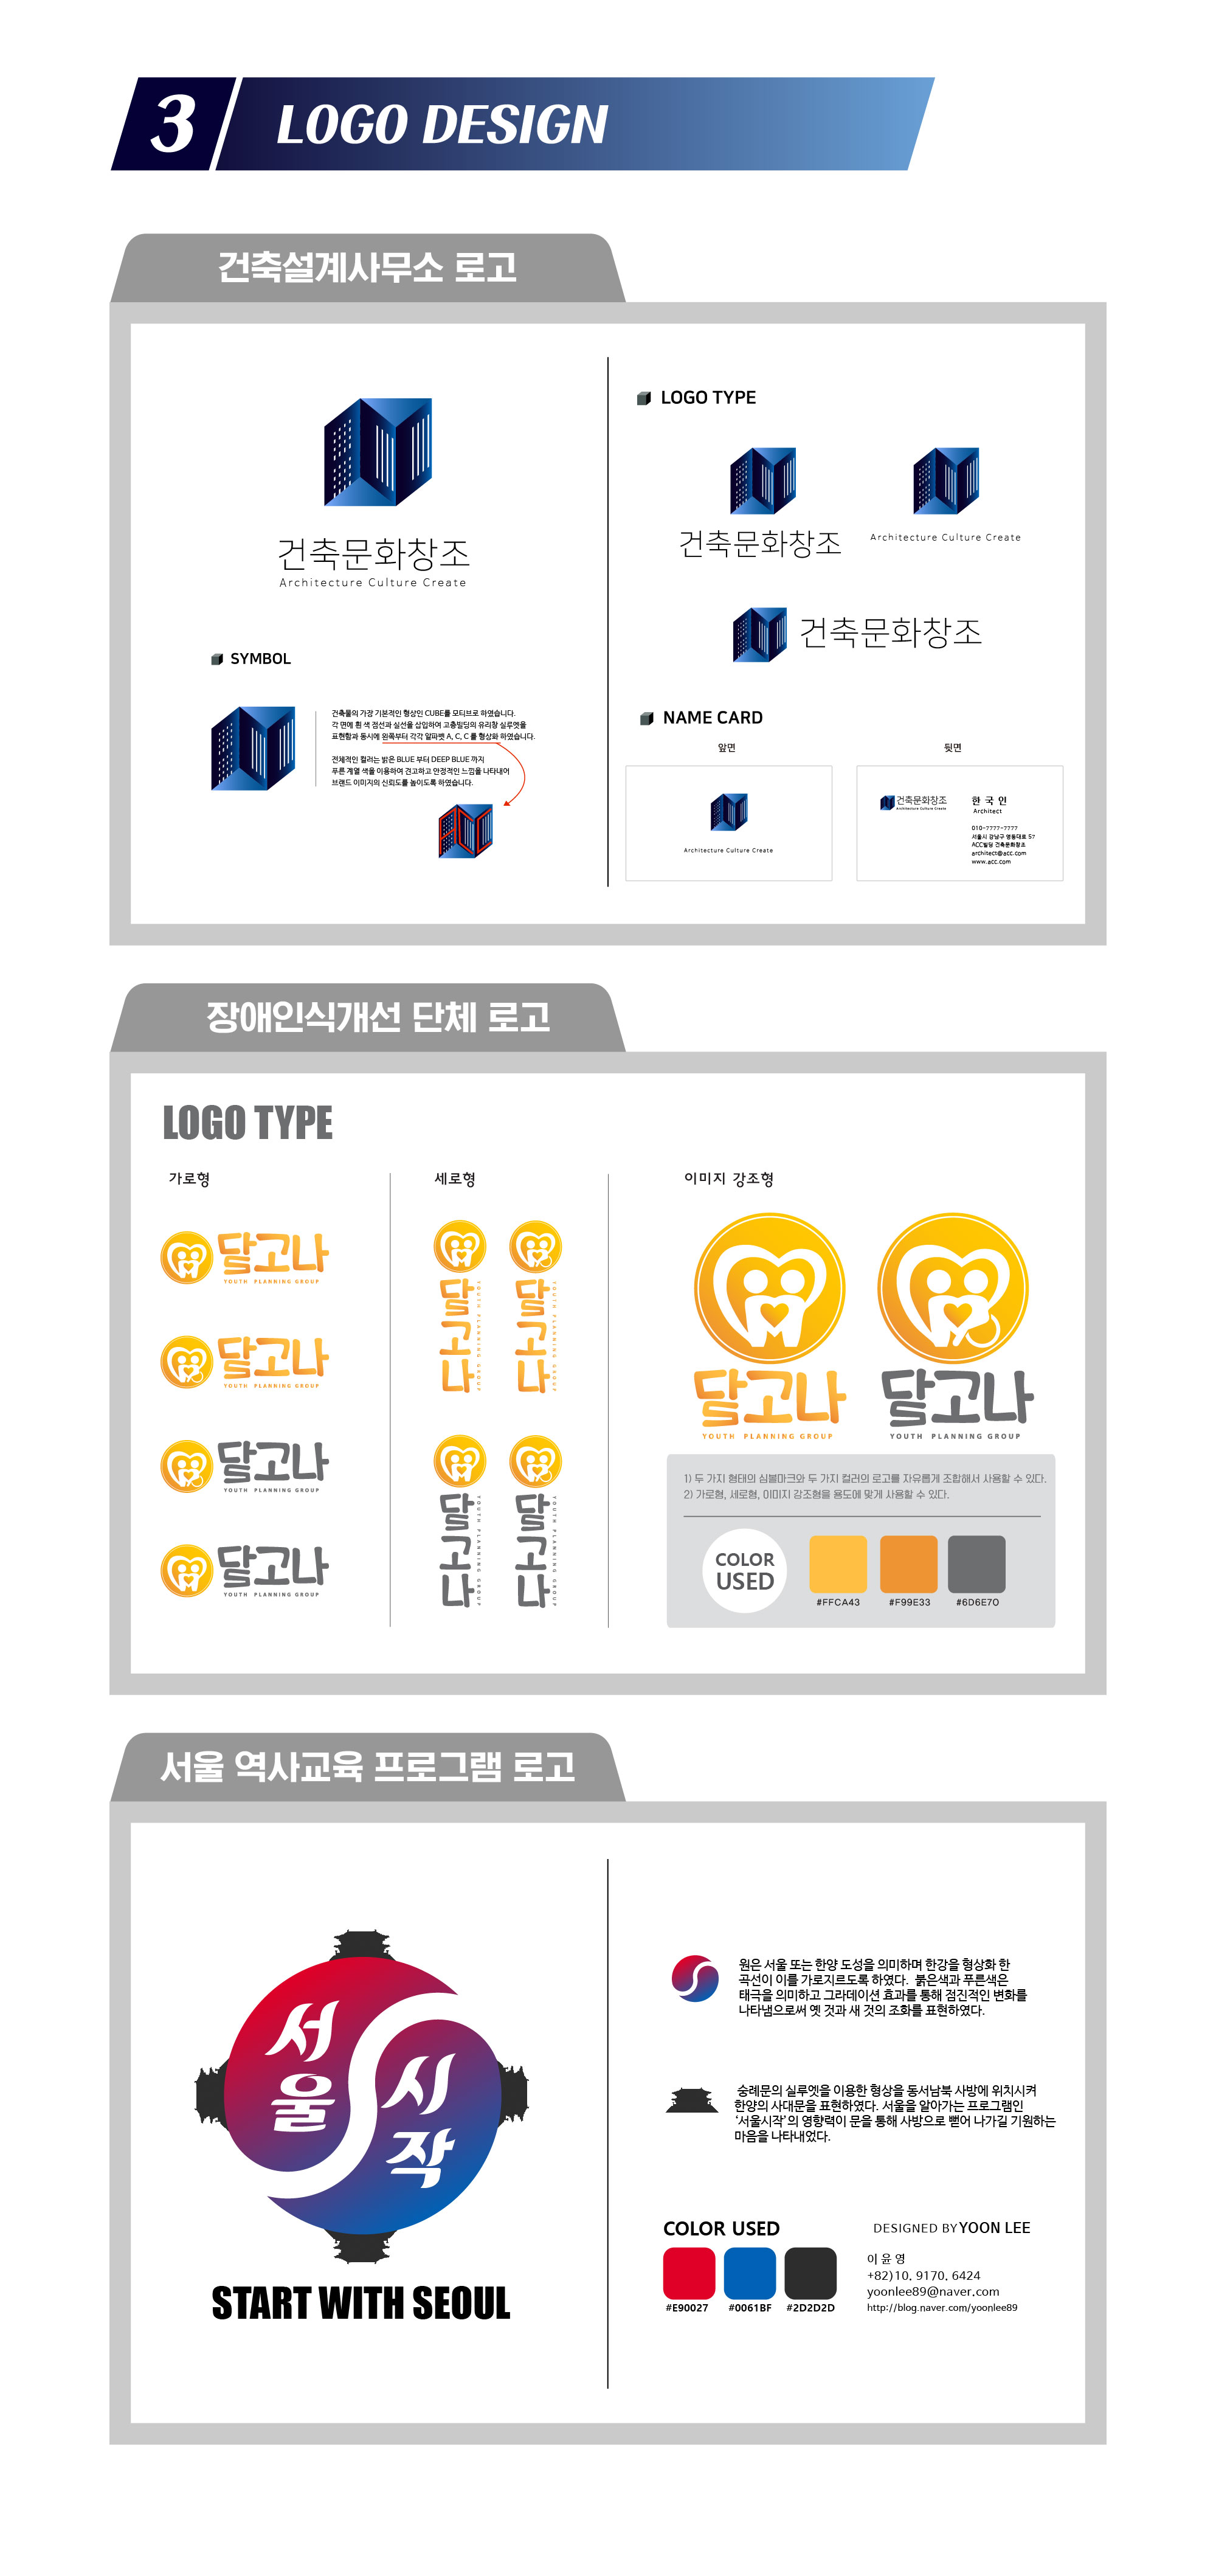 3 LOGO DESIGN
건축설계사무소 로고
건축문화창조
Architecture Culture Create
SYMBOL
건축물의 가장 기본적인 형상인 CUBE를 모티브로 하였습니다.
각 면에 흰 색 점선과 실선을 삽입하여 고층빌딩의 유리창 실루엣을
표현함과 동시에 왼쪽부터 각각 알파벳 A, C, C 를 형상화 하였습니다.
전체적인 컬러는 밝은 BLUE 부터 DEEP BLUE 까지
푸른 계열 색을 이용하여 견고하고 안정적인 느낌을 나타내어
브랜드 이미지의 신뢰도를 높이도록 하였습니다.
ACC
LOGO TYPE
건축문화창조
Architecture Culture Create
건축문화창조
NAME CARD
앞면
뒷면
Architecture Culture Create
건축문화창조
Architecture Culture Create
한 국 인
Architect
010-7777-7777
서울시 강남구 영동대로 57
ACC빌딩 건축문화창조
architect@acc.com
www.acc.com
장애인식개선 단체 로고
LOGO TYPE
가로형
달고나
YOUTH PLANNING GROUP
달고나
YOUTH PLANNING GROUP
달고나
YOUTH PLANNING GROUP
달고나
YOUTH PLANNING GROUP
세로형
달고나
YOUTH PLANNING GROUP
달고나
YOUTH PLANNING GROUP
달고나
YOUTH PLANNING GROUP
달고나
YOUTH PLANNING GROUP
이미지 강조형
달고나
YOUTH PLANNING GROUP
달고나
YOUTH PLANNING GROUP
1) 두 가지 형태의 심볼마크와 두 가지 컬러의 로고를 자유롭게 조합해서 사용할 수 있다.
2) 가로형, 세로형, 이미지 강조형을 용도에 맞게 사용할 수 있다.
COLOR
USED
#FFCA43
#F99E33
#6D6E70
서울 역사교육 프로그램 로고
서울
시작
START WITH SEOUL
원은 서울 또는 한양 도성을 의미하며 한강을 형상화 한
곡선이 이를 가로지르도록 하였다. 붉은색과 푸른색은
태극을 의미하고 그라데이션 효과를 통해 점진적인 변화를
나타냄으로써 옛 것과 새 것의 조화를 표현하였다.
숭례문의 실루엣을 이용한 형상을 동서남북 사방에 위치시켜
한양의 사대문을 표현하였다. 서울을 알아가는 프로그램인
‘서울시작’의 영향력이 문을 통해 사방으로 뻗어 나가길 기원하는
마음을 나타내었다.
COLOR USED
#E90027
#0061BF
#2D2D2D
DESIGNED BY YOON LEE
이 윤 영
+82)10. 9170. 6424
yoonlee89@naver.com
http://blog.naver.com/yoonlee89